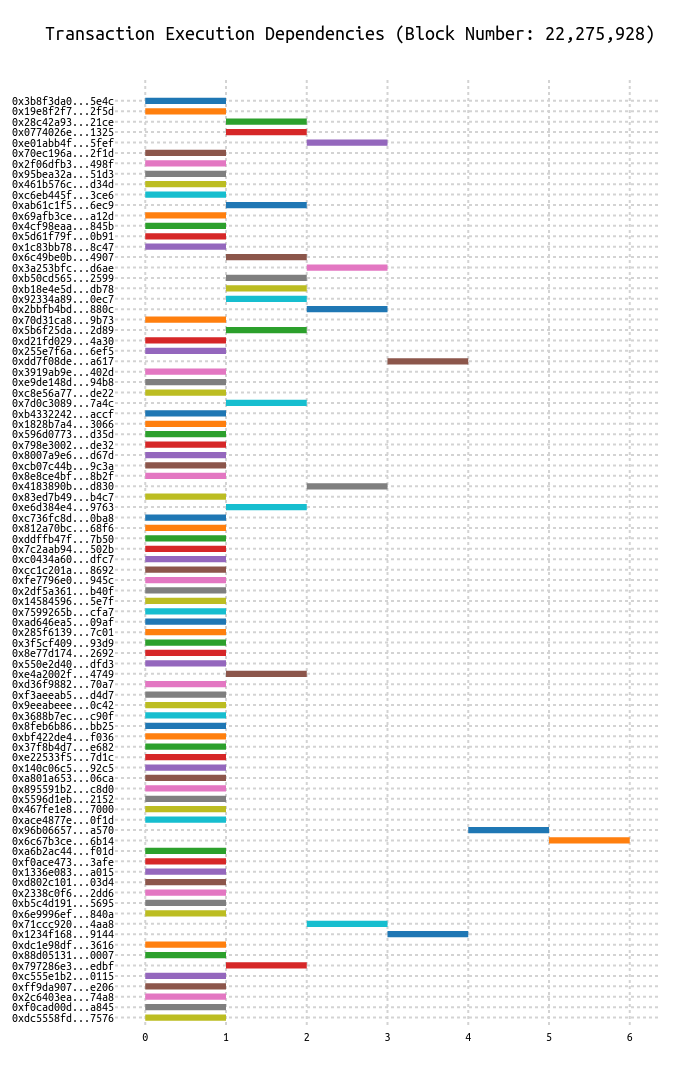 Transaction Execution Dependencies (Block Number: 22,275,928)
0x3b8f3da0...5e4c
0x19e8f2f7...2f5d
0x28c42a93...21ce
0x0774026e...1325
0xe01abb4f...5fef
0x70ec196a...2f1d
0x2f06dfb3...498f
0x95bea32a...51d3
0x461b576c...d34d
0xc6eb445f...3ce6
0xab61c1f5...6ec9
0x69afb3ce...a12d
0x4cf98eaa...845b
0x5d61f79f...0b91
0x1c83bb78...8c47
0x6c49be0b...4907
0x3a253bfc...d6ae
0xb50cd565...2599
0xb18e4e5d...db78
0x92334a89...0ec7
0x2bbfb4bd...880c
0x70d31ca8...9b73
0x5b6f25da...2d89
0xd21fd029...4a30
0x255e7f6a...6ef5
0xdd7f08de...a617
0x3919ab9e...402d
0xe9de148d...94b8
0xc8e56a77...de22
0x7d0c3089...7a4c
0xb4332242...accf
0x1828b7a4...3066
0x596d0773...d35d
0x798e3002...de32
0x8007a9e6...d67d
0xcb07c44b...9c3a
0x8e8ce4bf...8b2f
0x4183890b...d830
0x83ed7b49...b4c7
0xe6d384e4...9763
0xc736fc8d...0ba8
0x812a70bc...68f6
0xddffb47f...7b50
0x7c2aab94...502b
0xc0434a60...dfc7
0xcc1c201a...8692
0xfe7796e0...945c
0x2df5a361...b40f
0x14584596...5e7f
0x7599265b...cfa7
0xad646ea5...09af
0x285f6139...7c01
0x3f5cf409...93d9
0x8e77d174...2692
0x550e2d40...dfd3
0xe4a2002f...4749
0xd36f9882...70a7
0xf3aeeab5...d4d7
0x9eeabeee...0c42
0x3688b7ec...c90f
0x8feb6b86...bb25
0xbf422de4...f036
0x37f8b4d7...e682
0xe22533f5...7d1c
0x140c06c5...92c5
0xa801a653...06ca
0x895591b2...c8d0
0x5596d1eb...2152
0x467fe1e8...7000
0xace4877e...0f1d
0x96b06657...a570
0x6c67b3ce...6b14
0xa6b2ac44...f01d
0xf0ace473...3afe
0x1336e083...a015
0xd802c101...03d4
0x2338c0f6...2dd6
0xb5c4d191...5695
0x6e9996ef...840a
0x71ccc920...4aa8
0x1234f168...9144
0xdc1e98df...3616
0x88d05131...0007
0x797286e3...edbf
0xc555e1b2...0115
0xff9da907...e206
0x2c6403ea...74a8
0xf0cad00d...a845
0xdc5558fd...7576
0 1 2 3 4 5 6